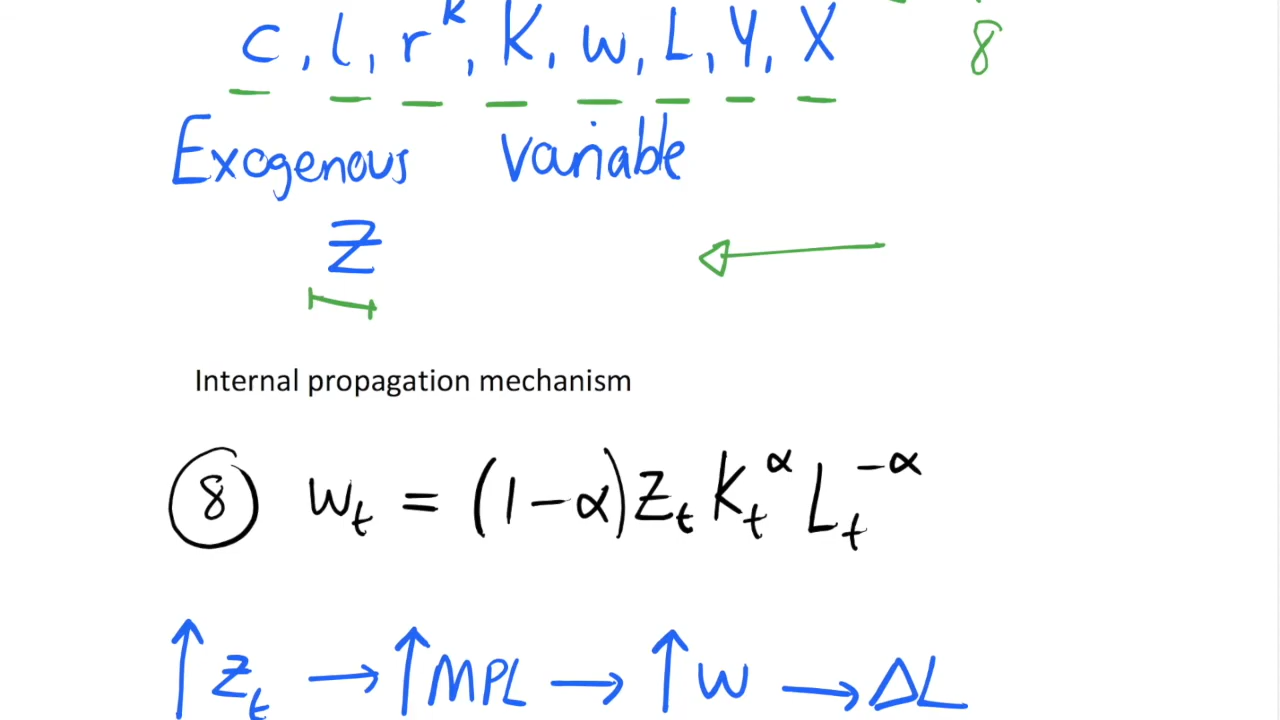 c, l, r^k, K, w, L, Y, X 8
Exogenous variable
Z
Internal propagation mechanism
⑧ w_t = (1-α) Z_t K_t^α L_t^{-α}
↑ Z_t → ↑ MPL → ↑ w → ΔL